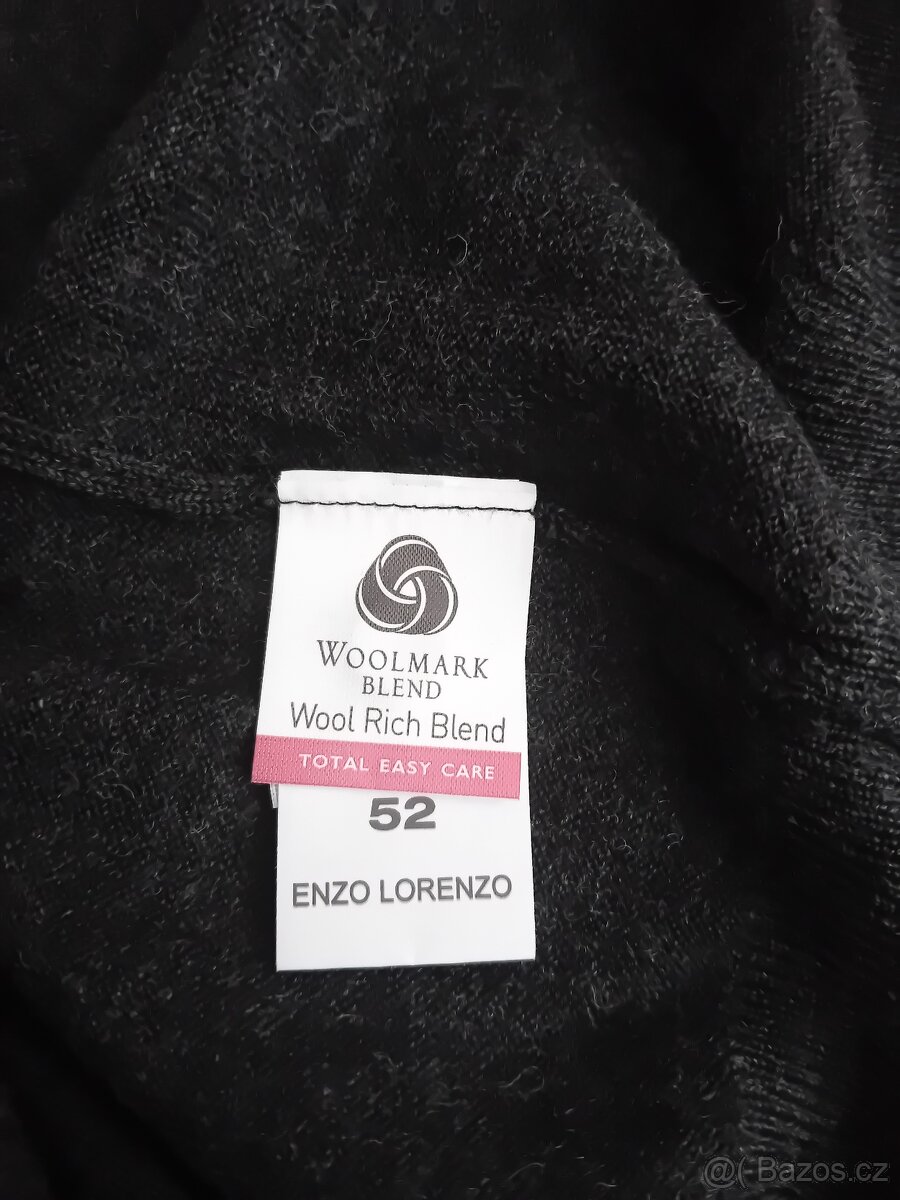 WOOLMARK
BLEND
Wool Rich Blend
TOTAL EASY CARE
52
ENZO LORENZO
@( Bazos.cz